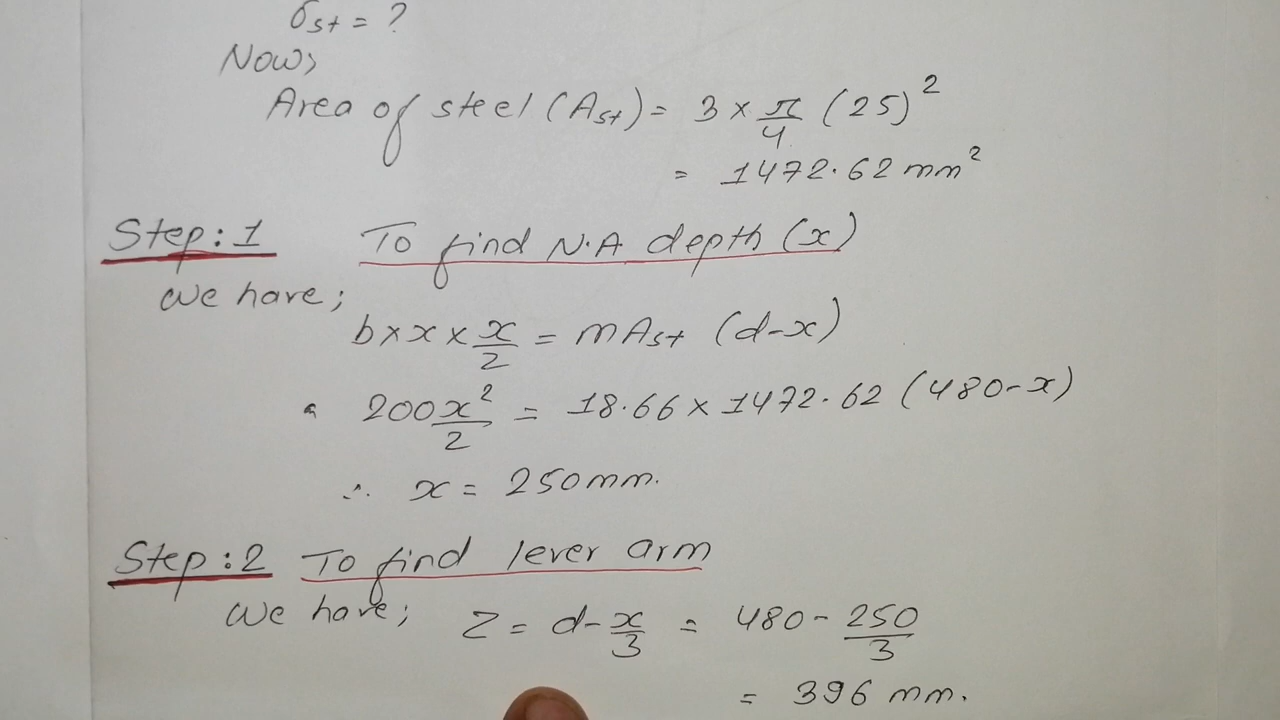 σst = ?
Now,
Area of steel (Ast) = 3 × π/4 (25)²
= 1472.62 mm²
Step: 1 To find N.A depth (x)
We have;
b × x × x/2 = mAst (d-x)
200x²/2 = 18.66 × 1472.62 (480-x)
∴ x = 250mm.
Step: 2 To find lever arm
We have; Z = d - x/3 = 480 - 250/3
= 396 mm.